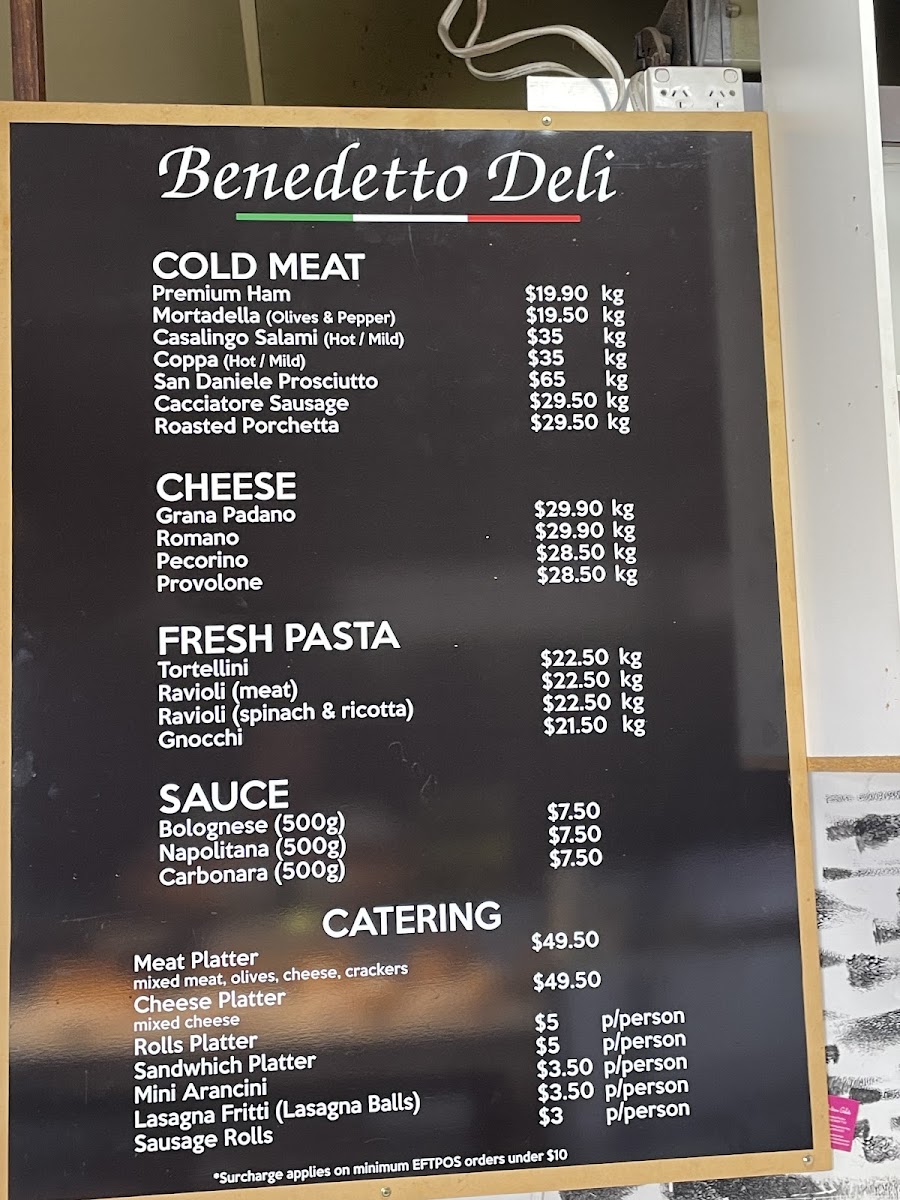 Benedetto Deli
COLD MEAT
Premium Ham $19.90 kg
Mortadella (Olives & Pepper) $19.50 kg
Casalingo Salami (Hot / Mild) $35 kg
Coppa (Hot / Mild) $35 kg
San Daniele Prosciutto $65 kg
Cacciatore Sausage $29.50 kg
Roasted Porchetta $29.50 kg
CHEESE
Grana Padano $29.90 kg
Romano $29.90 kg
Pecorino $28.50 kg
Provolone $28.50 kg
FRESH PASTA
Tortellini $22.50 kg
Ravioli (meat) $22.50 kg
Ravioli (spinach & ricotta) $22.50 kg
Gnocchi $21.50 kg
SAUCE
Bolognese (500g) $7.50
Napolitana (500g) $7.50
Carbonara (500g) $7.50
CATERING
Meat Platter $49.50
mixed meat, olives, cheese, crackers
Cheese Platter $49.50
mixed cheese
Rolls Platter $5 p/person
Sandwhich Platter $5 p/person
Mini Arancini $3.50 p/person
Lasagna Fritti (Lasagna Balls) $3.50 p/person
Sausage Rolls $3 p/person
*Surcharge applies on minimum EFTPOS orders under $10